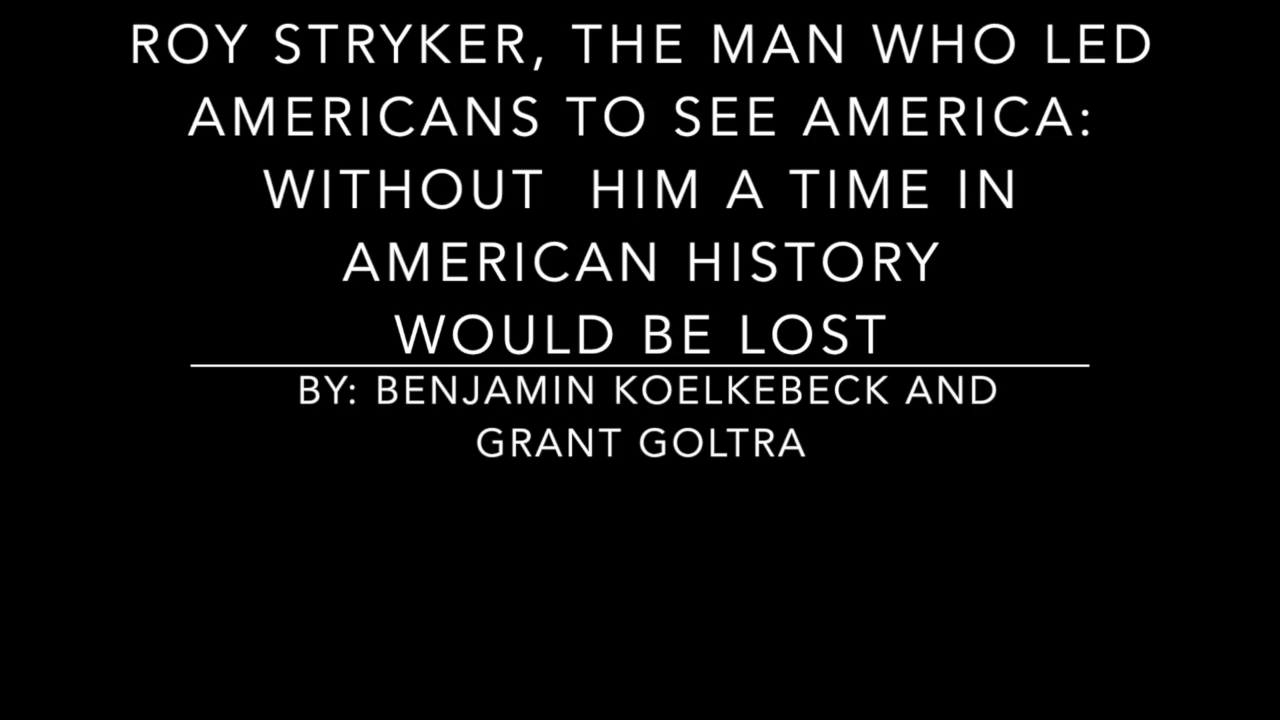 ROY STRYKER, THE MAN WHO LED
AMERICANS TO SEE AMERICA:
WITHOUT  HIM A TIME IN
AMERICAN HISTORY
WOULD BE LOST
BY: BENJAMIN KOELKEBECK AND
GRANT GOLTRA